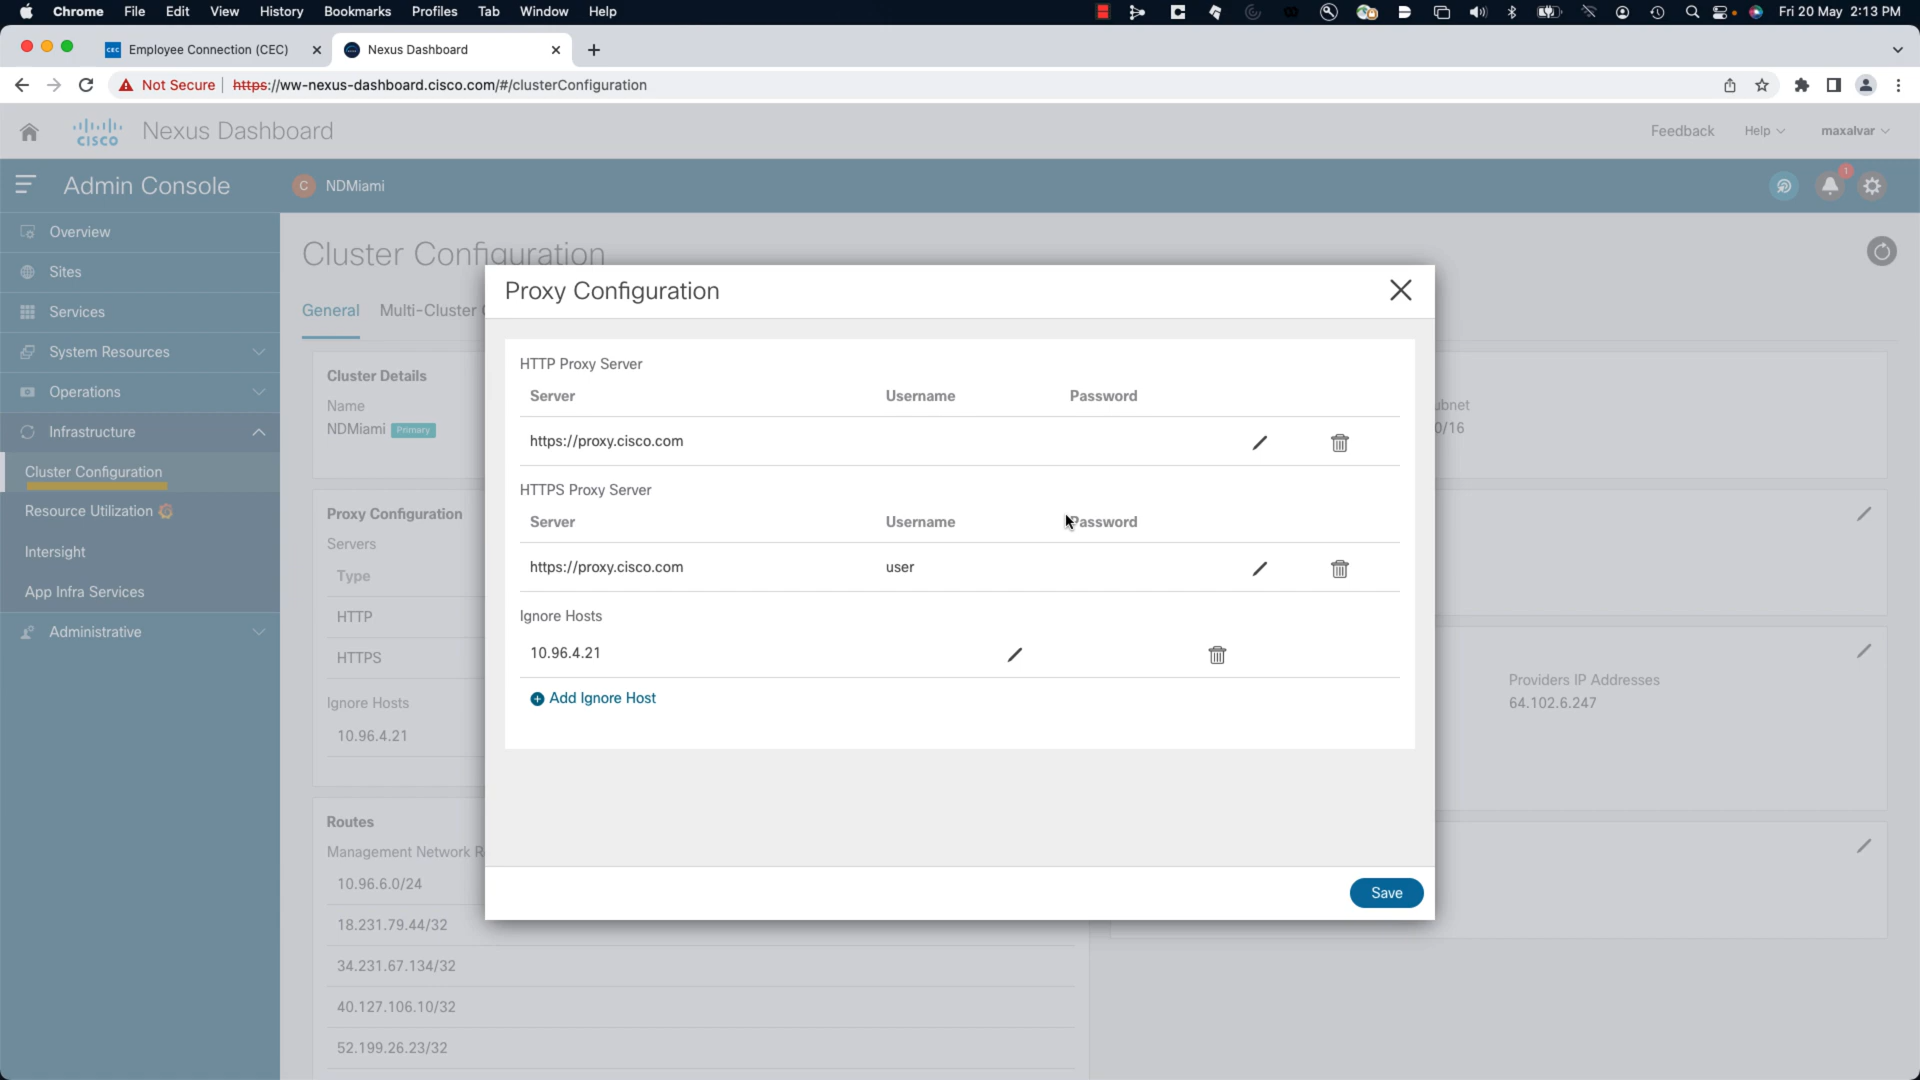 Chrome File Edit View History Bookmarks Profiles Tab Window Help Fri 20 May 2:13 PM
CEC Employee Connection (CEC) Nexus Dashboard
Not Secure https://ww-nexus-dashboard.cisco.com/#/clusterConfiguration
CISCO Nexus Dashboard Feedback Help maxalvar
Admin Console C NDMiami 1
Overview
Sites
Services
System Resources
Operations
Infrastructure
Cluster Configuration
Resource Utilization
Intersight
App Infra Services
Administrative
Cluster Configuration
General Multi-Cluster
Cluster Details
Name
NDMiami Primary
ubnet
0/16
Proxy Configuration
Servers
Type
HTTP
HTTPS
Ignore Hosts
10.96.4.21
Providers IP Addresses
64.102.6.247
Routes
Management Network R
10.96.6.0/24
18.231.79.44/32
34.231.67.134/32
40.127.106.10/32
52.199.26.23/32
Proxy Configuration
HTTP Proxy Server
Server Username Password
https://proxy.cisco.com
HTTPS Proxy Server
Server Username Password
https://proxy.cisco.com user
Ignore Hosts
10.96.4.21
Add Ignore Host
Save